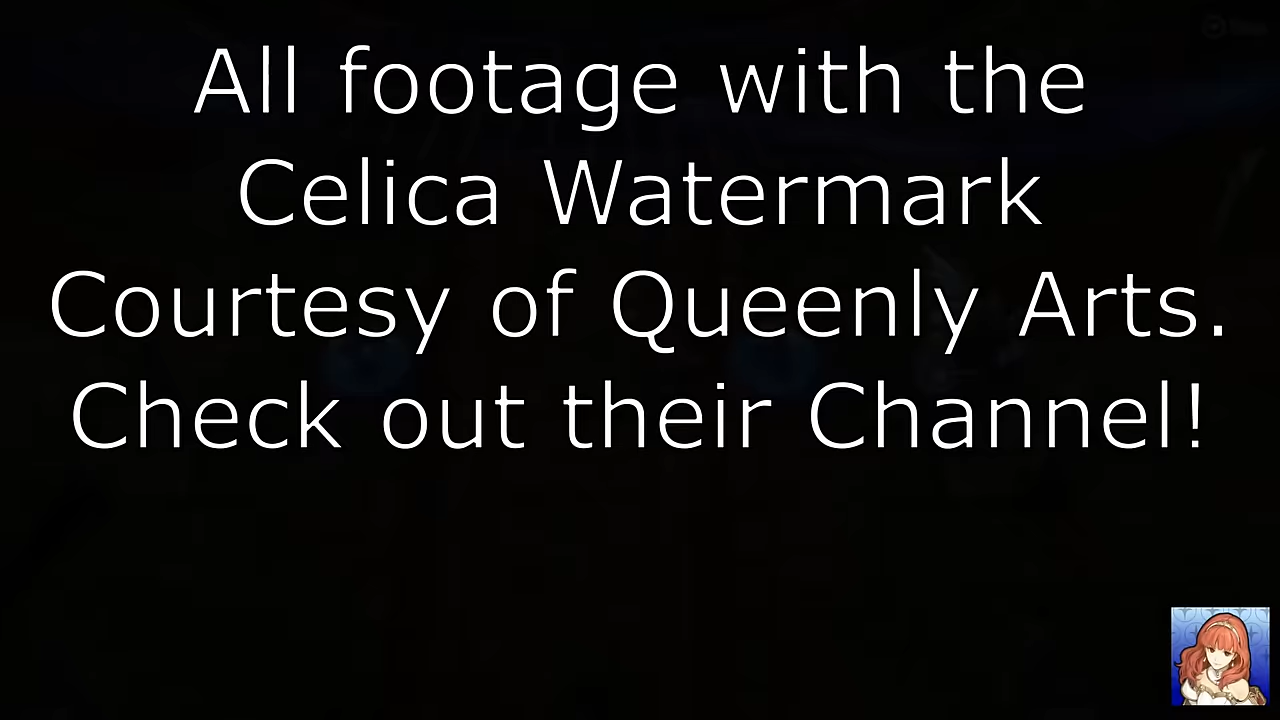 All footage with the
Celica Watermark
Courtesy of Queenly Arts.
Check out their Channel!